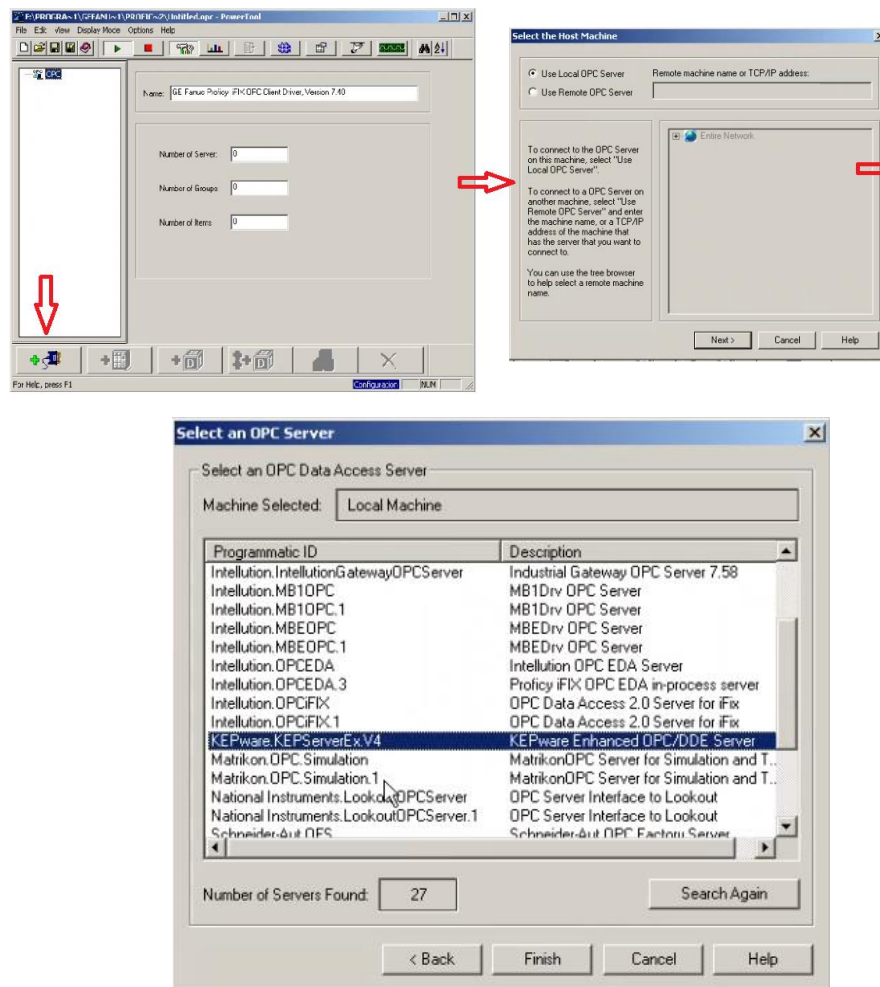 F:\PROGRA~1\GEFANU~1\PROFIC~2\Untitled.opc - PowerTool
File Edit View Display Mode Options Help
OPC
Name: GE Fanuc Proficy iFIX OPC Client Driver, Version 7.40
Number of Server: 0
Number of Groups: 0
Number of Items: 0
For Help, press F1
Configuration
NUM
Select the Host Machine
Use Local OPC Server
Remote machine name or TCP/IP address:
Use Remote OPC Server
Entire Network
To connect to the OPC Server
on this machine, select "Use
Local OPC Server".
To connect to a OPC Server on
another machine, select "Use
Remote OPC Server" and enter
the machine name, or a TCP/IP
address of the machine that
has the server that you want to
connect to.
You can use the tree browser
to help select a remote machine
name.
Next > Cancel Help
Select an OPC Server
Select an OPC Data Access Server
Machine Selected: Local Machine
Programmatic ID Description
Intellution.IntellutionGatewayOPCServer Industrial Gateway OPC Server 7.58
Intellution.MB1OPC MB1Drv OPC Server
Intellution.MB1OPC.1 MB1Drv OPC Server
Intellution.MBEOPC MBEDrv OPC Server
Intellution.MBEOPC.1 MBEDrv OPC Server
Intellution.OPCEDA Intellution OPC EDA Server
Intellution.OPCEDA.3 Proficy iFIX OPC EDA in-process server
Intellution.OPCiFIX OPC Data Access 2.0 Server for iFix
Intellution.OPCiFIX.1 OPC Data Access 2.0 Server for iFix
KEPware.KEPServerEx.V4 KEPware Enhanced OPC/DDE Server
Matrikon.OPC.Simulation MatrikonOPC Server for Simulation and T...
Matrikon.OPC.Simulation.1 MatrikonOPC Server for Simulation and T...
National Instruments.LookoutOPCServer OPC Server Interface to Lookout
National Instruments.LookoutOPCServer.1 OPC Server Interface to Lookout
Schneider-Aut.OFS Schneider-Aut OPC Factory Server
Number of Servers Found: 27 Search Again
< Back Finish Cancel Help